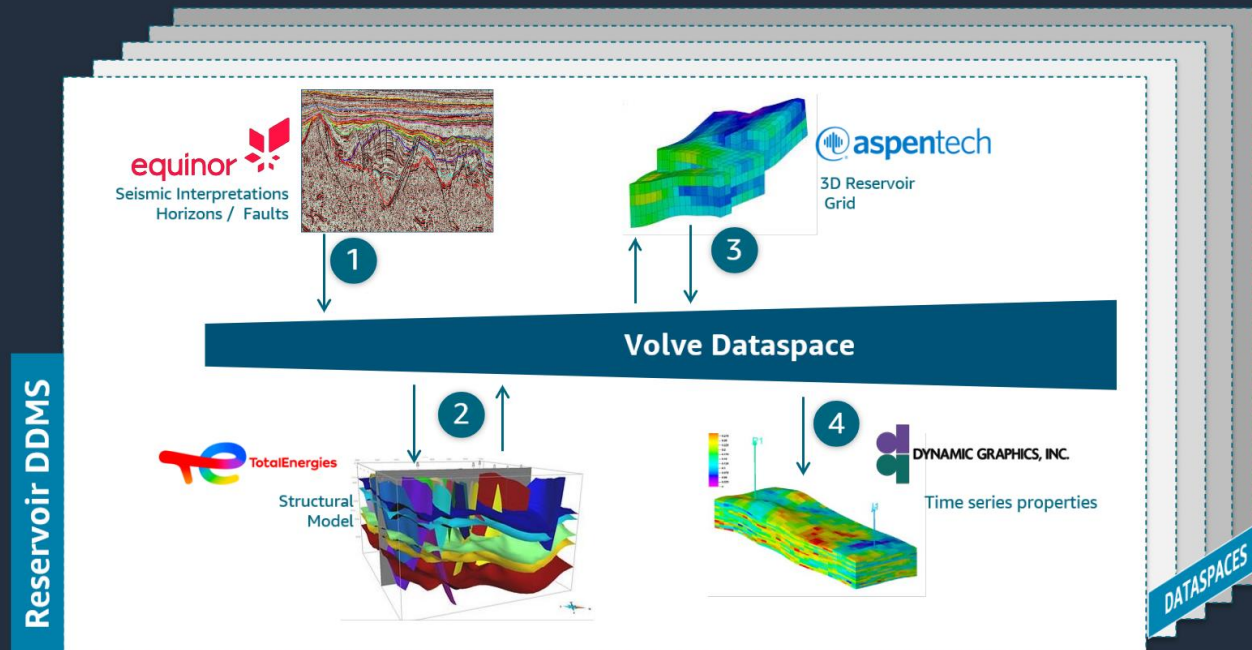 equinor
Seismic Interpretations
Horizons / Faults
1
aspentech
3D Reservoir
Grid
3
Volve Dataspace
Reservoir DDMS
2
TotalEnergies
Structural
Model
4
DYNAMIC GRAPHICS, INC.
Time series properties
DATASPACES